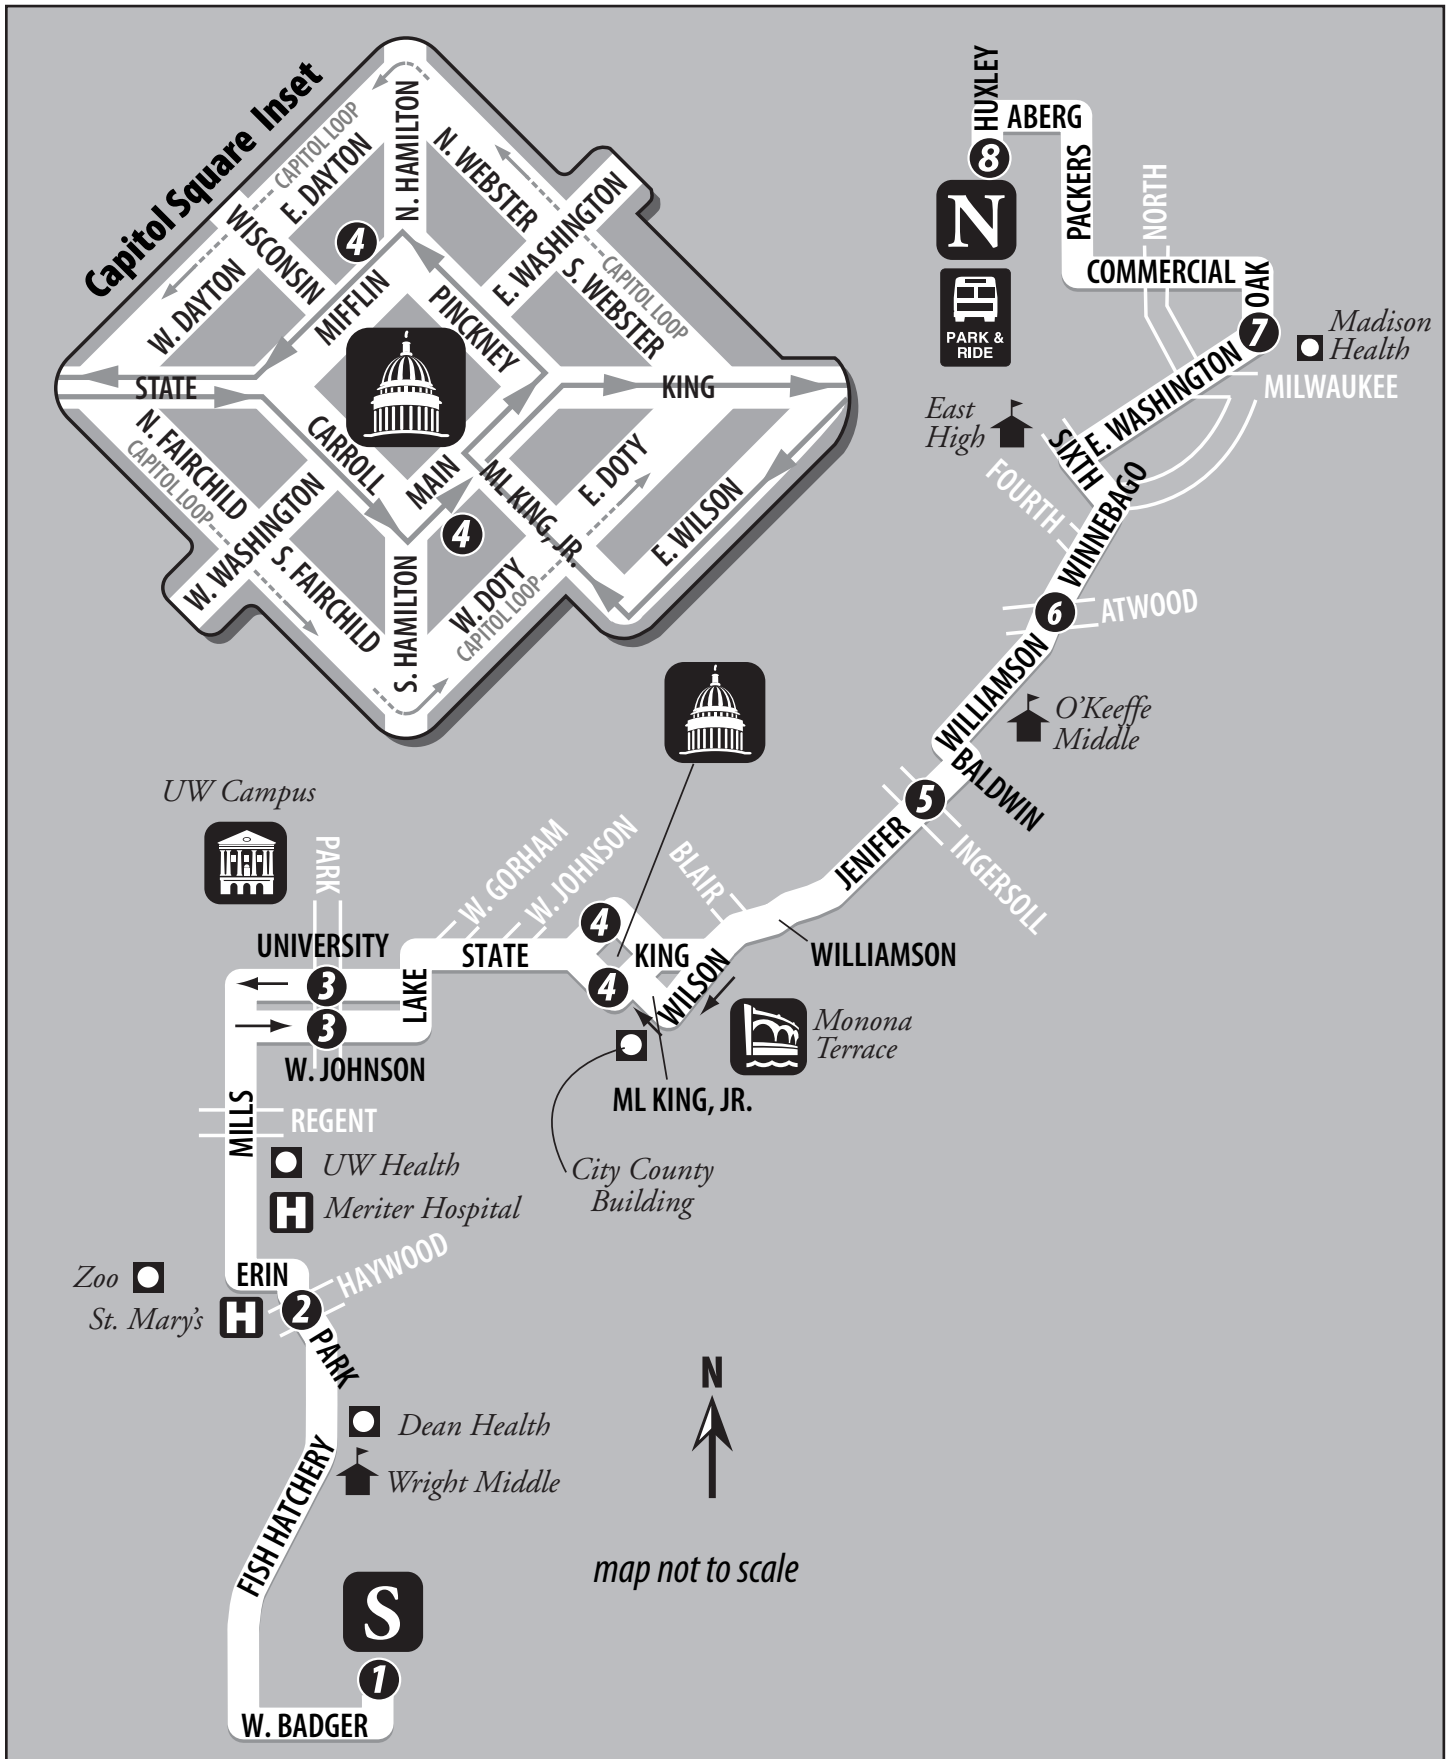 Capitol Square Inset
CAPITOL LOOP
E. DAYTON
N. HAMILTON
N. WEBSTER
WISCONSIN
4
E. WASHINGTON
W. DAYTON
MIFFLIN
PINCKNEY
S. WEBSTER
CAPITOL LOOP
STATE
KING
N. FAIRCHILD
CAPITOL LOOP
CARROLL
MAIN
ML KING, JR.
E. DOTY
W. WASHINGTON
4
E. WILSON
S. FAIRCHILD
S. HAMILTON
W. DOTY
CAPITOL LOOP
HUXLEY
ABERG
8
N
PARK &
RIDE
PACKERS
NORTH
COMMERCIAL
OAK
7
Madison
Health
MILWAUKEE
E. WASHINGTON
East
High
SIXTH
FOURTH
WINNEBAGO
6
ATWOOD
WILLIAMSON
O'Keeffe
Middle
BALDWIN
5
JENIFER
INGERSOLL
UW Campus
PARK
W. GORHAM
W. JOHNSON
BLAIR
4
UNIVERSITY
STATE
KING
WILLIAMSON
3
LAKE
4
WILSON
3
Monona
Terrace
W. JOHNSON
ML KING, JR.
MILLS
REGENT
UW Health
City County
Building
H
Meriter Hospital
Zoo
ERIN
HAYWOOD
St. Mary's
H
2
PARK
N
Dean Health
Wright Middle
FISH HATCHERY
map not to scale
S
1
W. BADGER